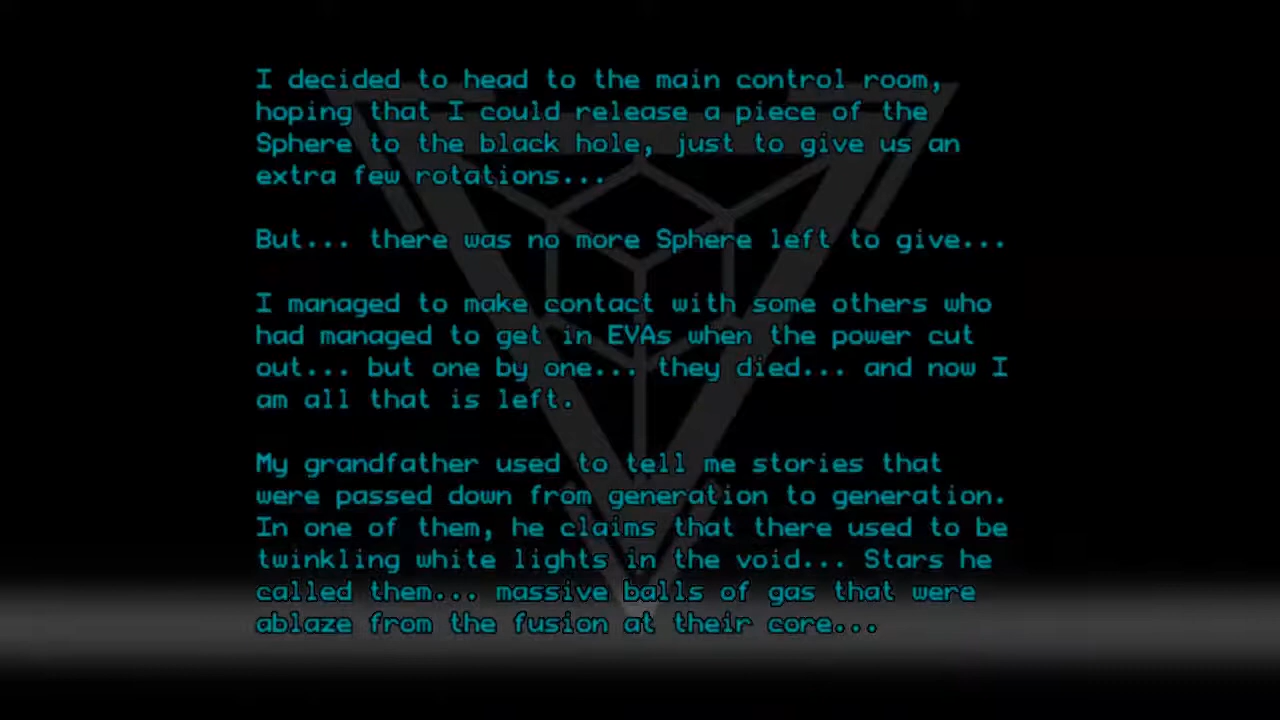 I decided to head to the main control room,
hoping that I could release a piece of the
Sphere to the black hole, just to give us an
extra few rotations...
But... there was no more Sphere left to give...
I managed to make contact with some others who
had managed to get in EVAs when the power cut
out... but one by one... they died... and now I
am all that is left.
My grandfather used to tell me stories that
were passed down from generation to generation.
In one of them, he claims that there used to be
twinkling white lights in the void... Stars he
called them... massive balls of gas that were
ablaze from the fusion at their core...